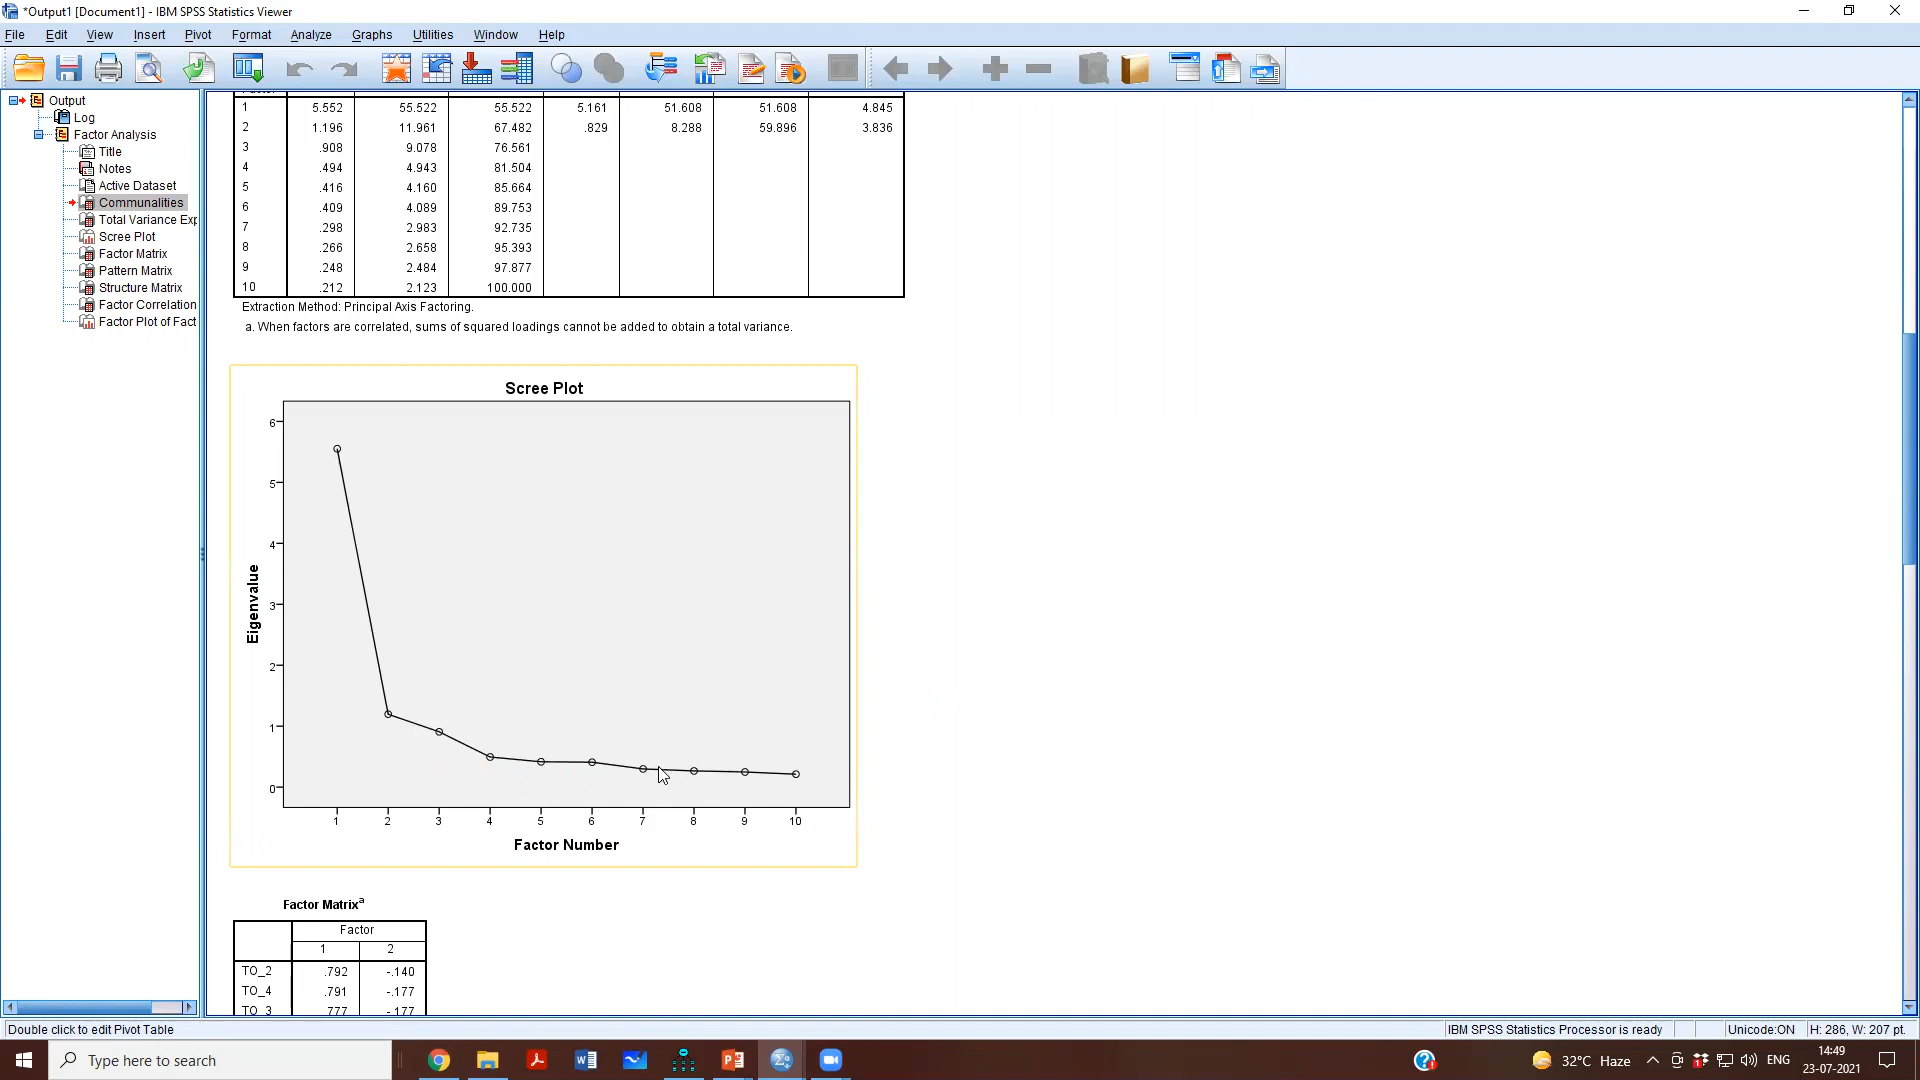 *Output1 [Document1] - IBM SPSS Statistics Viewer
File Edit View Insert Format Pivot Analyze Graphs Utilities Window Help
Output
Log
Factor Analysis
Title
Notes
Active Dataset
Communalities
Total Variance Exp
Scree Plot
Factor Matrix
Pattern Matrix
Structure Matrix
Factor Correlation
Factor Plot of Fact
1 5.552 55.522 55.522 5.161 51.608 51.608 4.845
2 1.196 11.961 67.482 .829 8.288 59.896 3.836
3 .908 9.078 76.561
4 .494 4.943 81.504
5 .416 4.160 85.664
6 .409 4.089 89.753
7 .298 2.983 92.735
8 .266 2.658 95.393
9 .248 2.484 97.877
10 .212 2.123 100.000
Extraction Method: Principal Axis Factoring.
a. When factors are correlated, sums of squared loadings cannot be added to obtain a total variance.
Scree Plot
Eigenvalue
6
5
4
3
2
1
0
1 2 3 4 5 6 7 8 9 10
Factor Number
Factor Matrix a
Factor
1 2
TO_2 .792 -.140
TO_4 .791 -.177
TO_3 .777 -.177
Double click to edit Pivot Table
IBM SPSS Statistics Processor is ready Unicode:ON H: 286, W: 207 pt.
Type here to search
32°C Haze ENG 14:49
23-07-2021